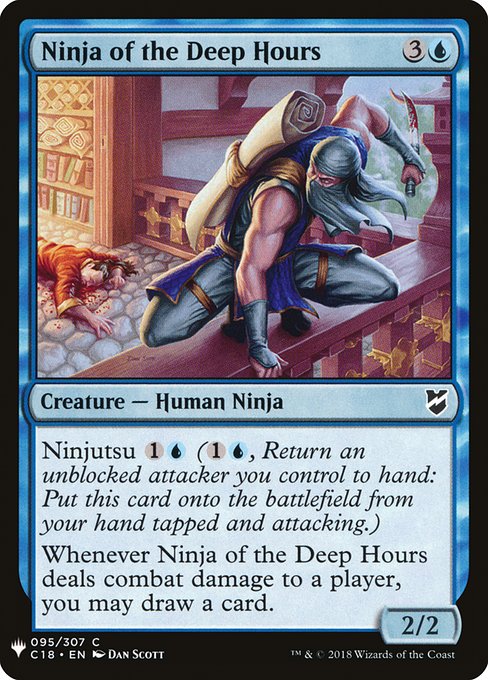 Ninja of the Deep Hours 3
Creature — Human Ninja
Ninjutsu 1 (1, Return an
unblocked attacker you control to hand:
Put this card onto the battlefield from
your hand tapped and attacking.)
Whenever Ninja of the Deep Hours
deals combat damage to a player,
you may draw a card.
2/2
095/307 C
C18 • EN DAN SCOTT
™ & © 2018 Wizards of the Coast